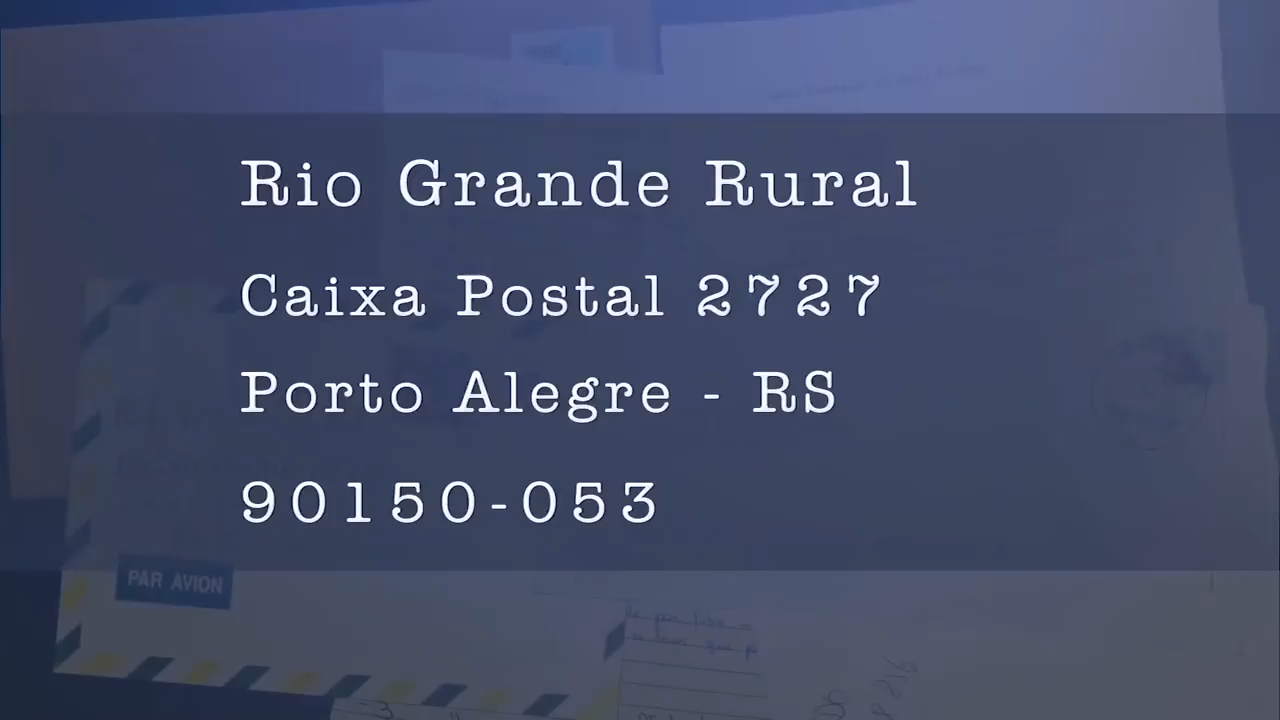 Rio Grande Rural
Caixa Postal 2727
Porto Alegre - RS
90150-053
PAR AVION